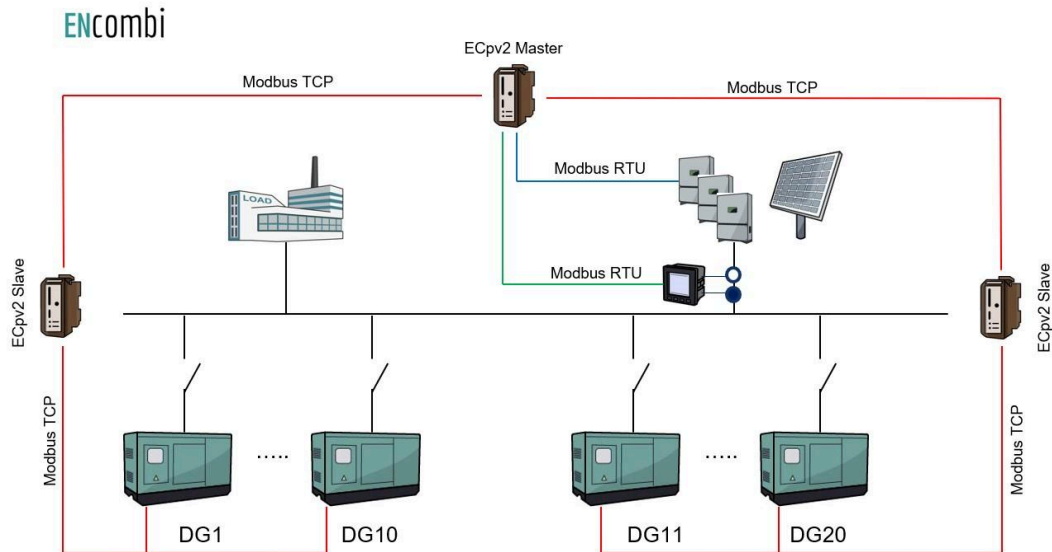 ENcombi
ECpv2 Master
Modbus TCP
Modbus TCP
Modbus RTU
LOAD
Modbus RTU
ECpv2 Slave
ECpv2 Slave
Modbus TCP
Modbus TCP
.....
.....
DG1
DG10
DG11
DG20